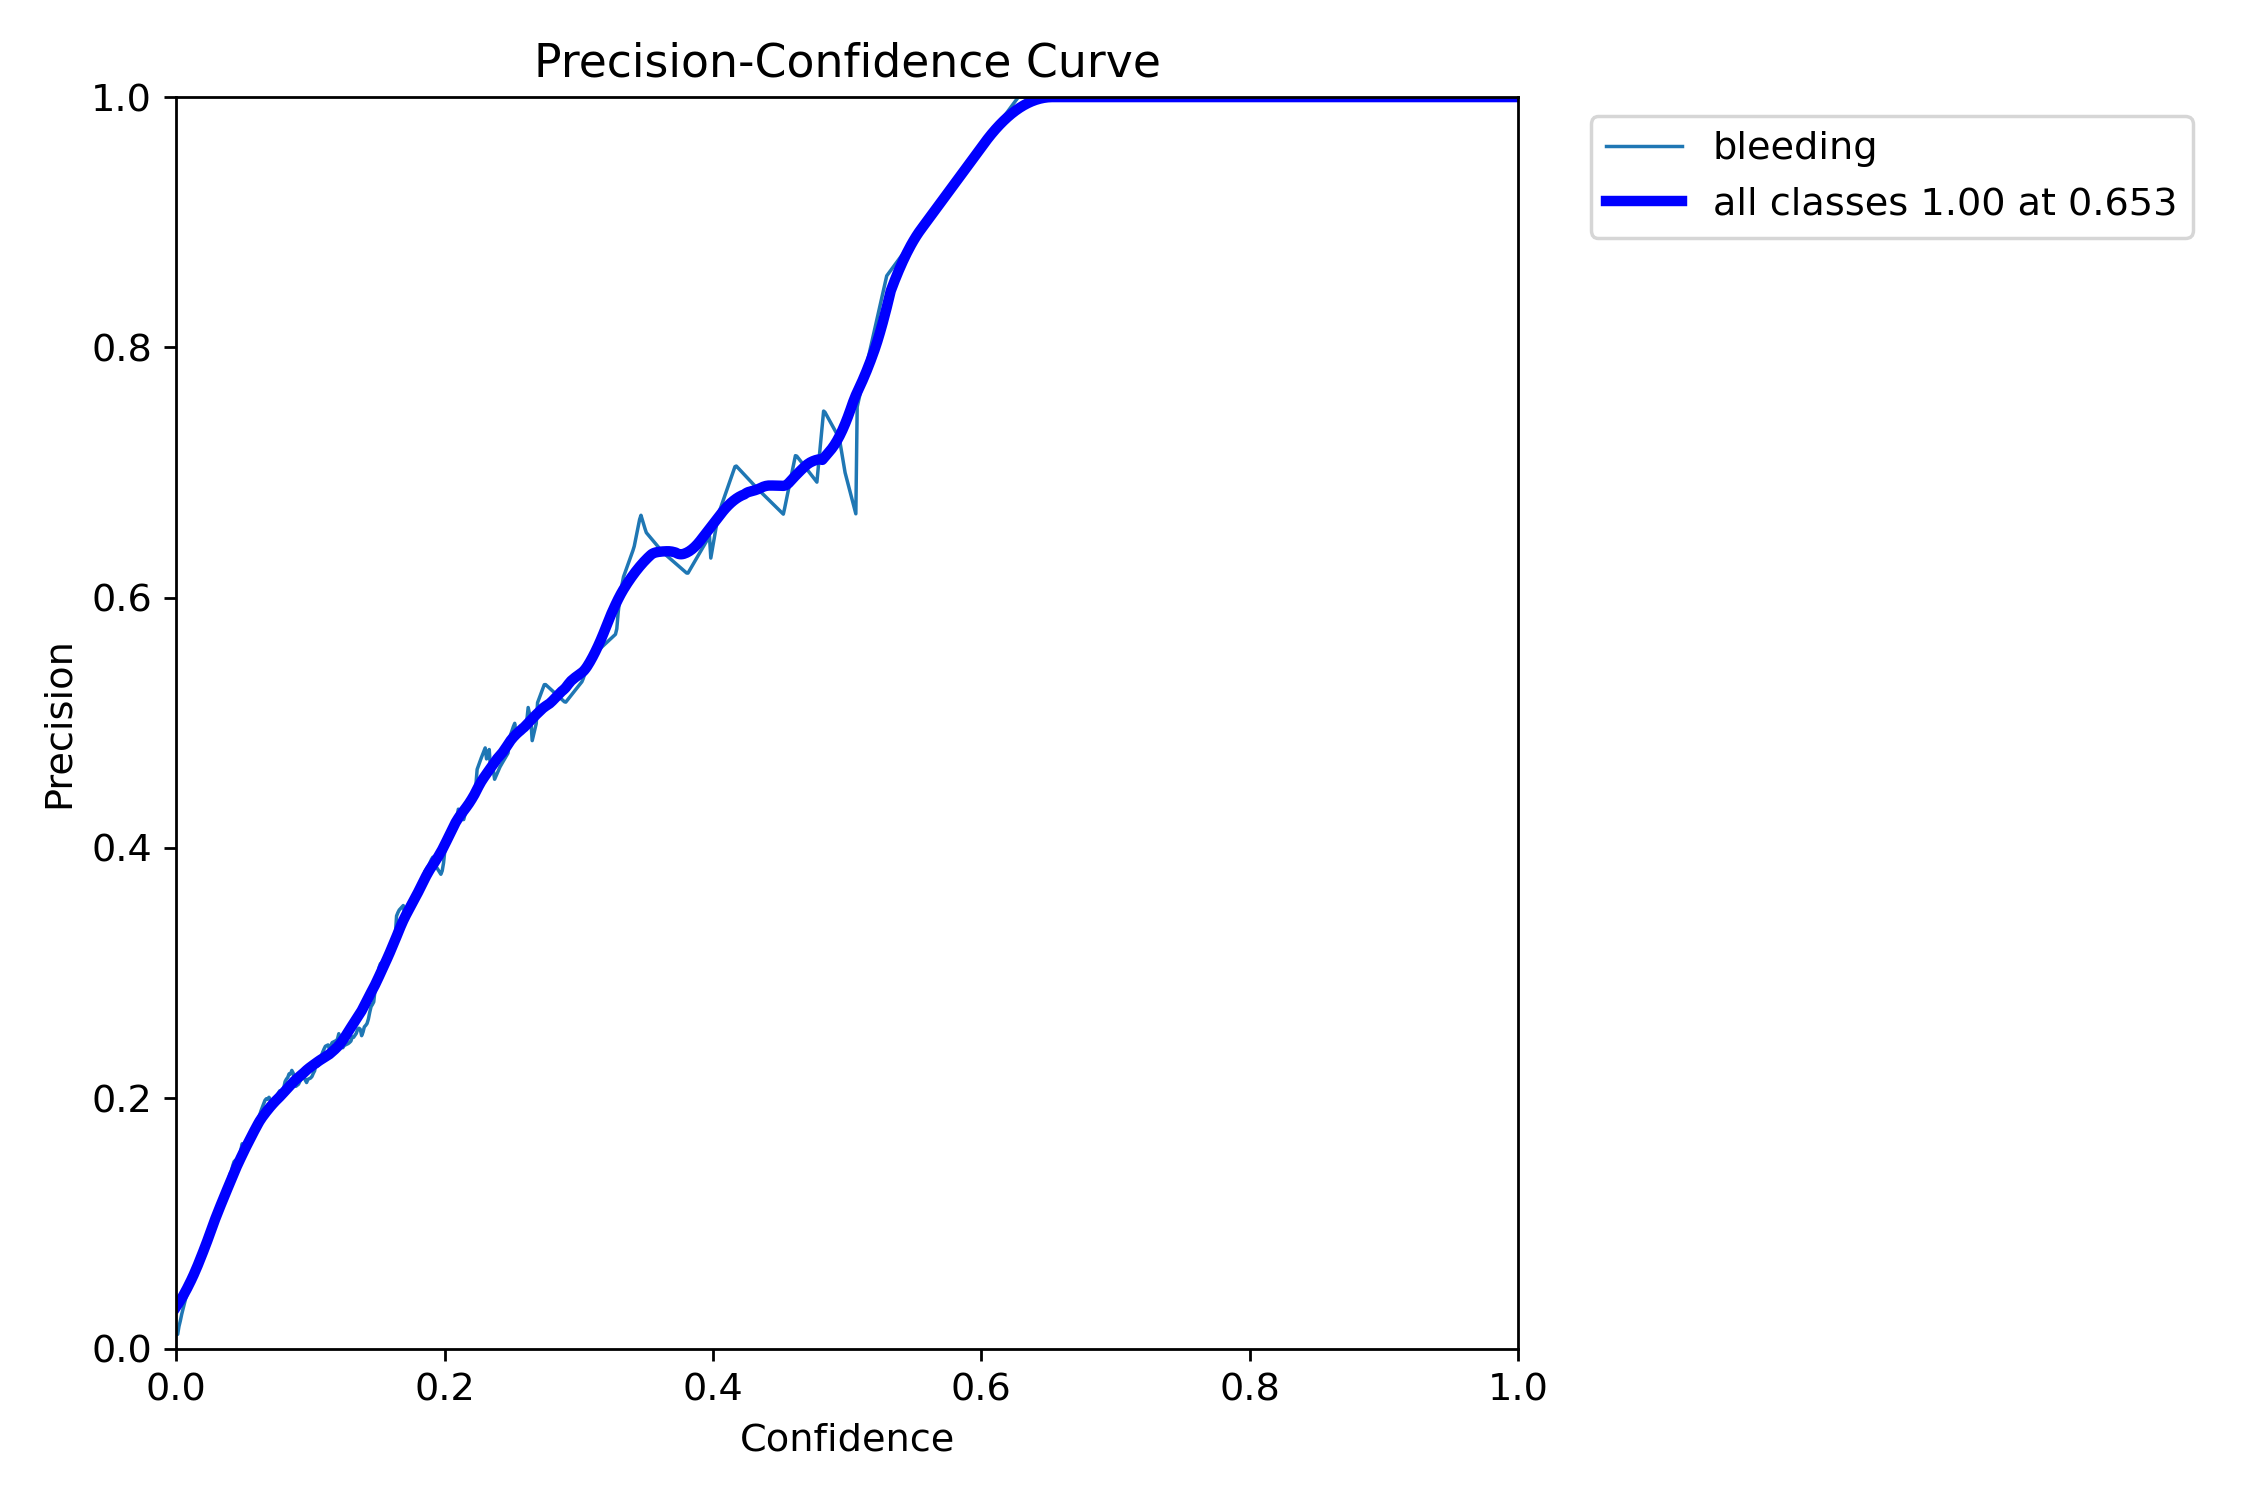 Precision-Confidence Curve
1.0
0.8
0.6
0.4
0.2
0.0
Precision
0.0 0.2 0.4 0.6 0.8 1.0
Confidence
bleeding
all classes 1.00 at 0.653